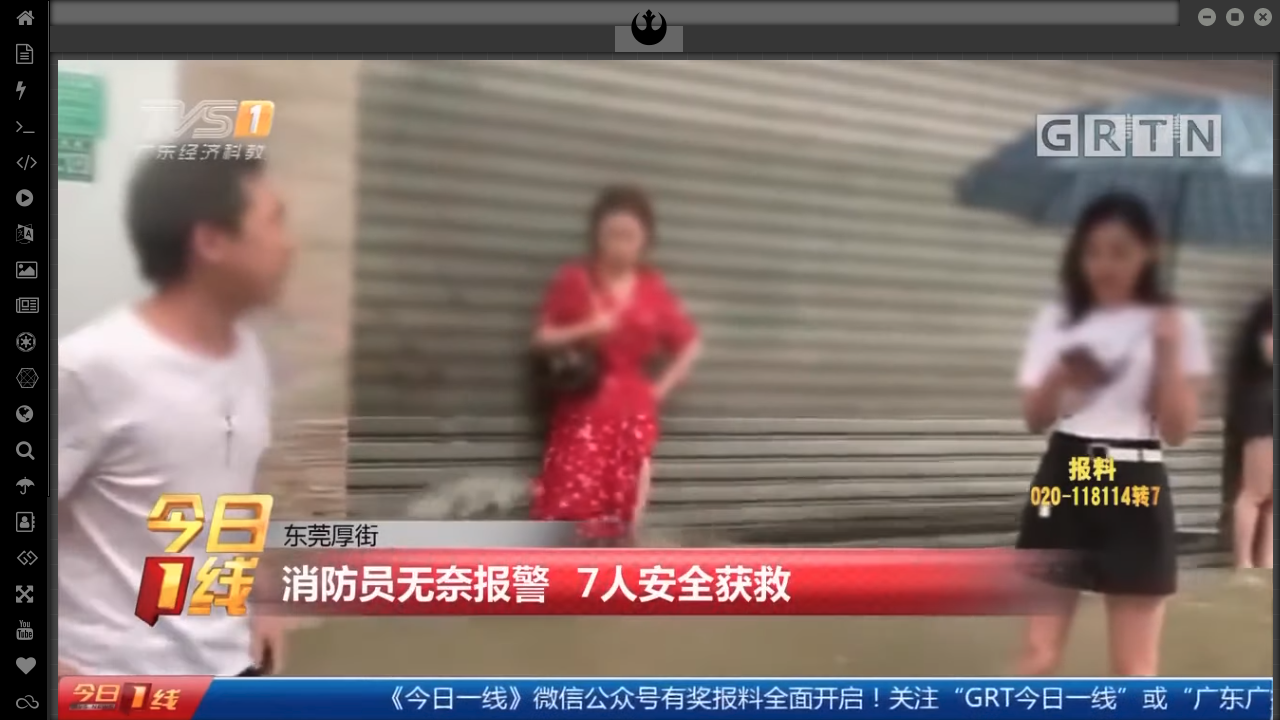 TVS1
广东经济科教
GRTN
报料
020-118114转7
今日
1线
东莞厚街
消防员无奈报警 7人安全获救
今日1线
《今日一线》微信公众号有奖报料全面开启！关注“GRT今日一线”或“广东广
You
Tube